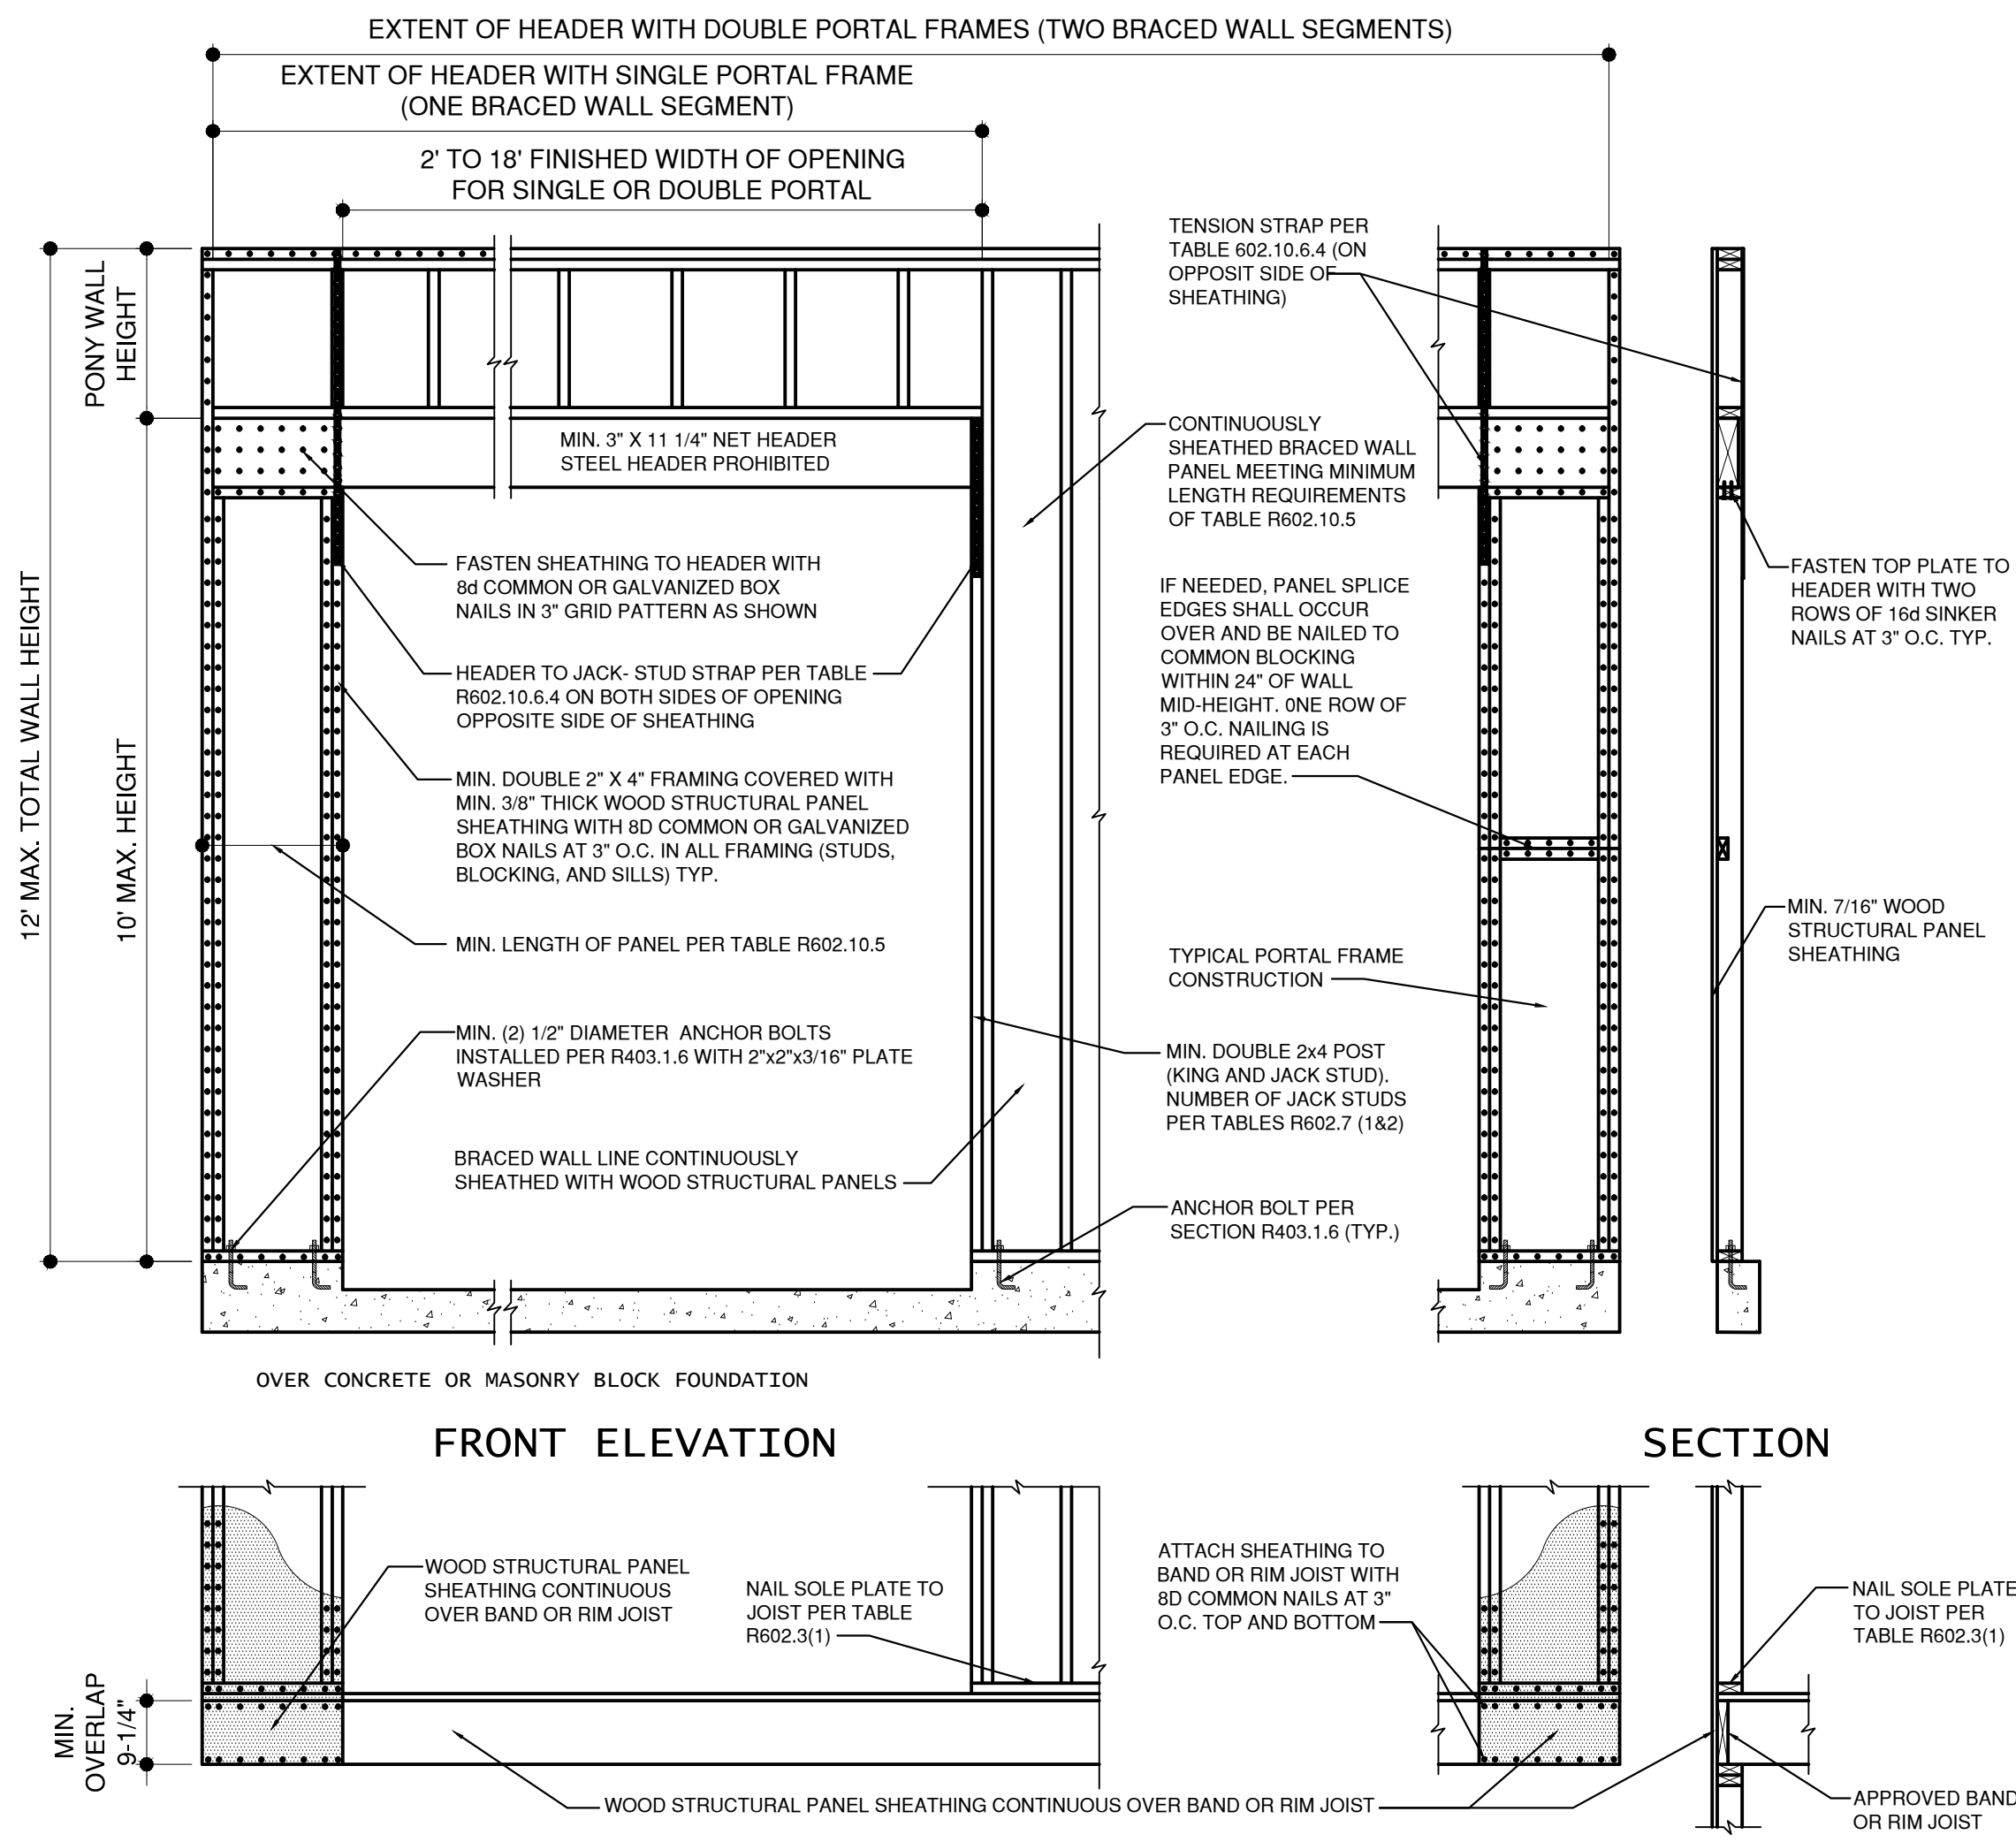 EXTENT OF HEADER WITH DOUBLE PORTAL FRAMES (TWO BRACED WALL SEGMENTS)
EXTENT OF HEADER WITH SINGLE PORTAL FRAME
(ONE BRACED WALL SEGMENT)
2' TO 18' FINISHED WIDTH OF OPENING
FOR SINGLE OR DOUBLE PORTAL
12' MAX. TOTAL WALL HEIGHT
PONY WALL
HEIGHT
10' MAX. HEIGHT
MIN. 3" X 11 1/4" NET HEADER
STEEL HEADER PROHIBITED
FASTEN SHEATHING TO HEADER WITH
8d COMMON OR GALVANIZED BOX
NAILS IN 3" GRID PATTERN AS SHOWN
HEADER TO JACK- STUD STRAP PER TABLE
R602.10.6.4 ON BOTH SIDES OF OPENING
OPPOSITE SIDE OF SHEATHING
MIN. DOUBLE 2" X 4" FRAMING COVERED WITH
MIN. 3/8" THICK WOOD STRUCTURAL PANEL
SHEATHING WITH 8D COMMON OR GALVANIZED
BOX NAILS AT 3" O.C. IN ALL FRAMING (STUDS,
BLOCKING, AND SILLS) TYP.
MIN. LENGTH OF PANEL PER TABLE R602.10.5
MIN. (2) 1/2" DIAMETER ANCHOR BOLTS
INSTALLED PER R403.1.6 WITH 2"x2"x3/16" PLATE
WASHER
BRACED WALL LINE CONTINUOUSLY
SHEATHED WITH WOOD STRUCTURAL PANELS
TENSION STRAP PER
TABLE 602.10.6.4 (ON
OPPOSIT SIDE OF
SHEATHING)
CONTINUOUSLY
SHEATHED BRACED WALL
PANEL MEETING MINIMUM
LENGTH REQUIREMENTS
OF TABLE R602.10.5
IF NEEDED, PANEL SPLICE
EDGES SHALL OCCUR
OVER AND BE NAILED TO
COMMON BLOCKING
WITHIN 24" OF WALL
MID-HEIGHT. 0NE ROW OF
3" O.C. NAILING IS
REQUIRED AT EACH
PANEL EDGE.
TYPICAL PORTAL FRAME
CONSTRUCTION
MIN. DOUBLE 2x4 POST
(KING AND JACK STUD).
NUMBER OF JACK STUDS
PER TABLES R602.7 (1&2)
ANCHOR BOLT PER
SECTION R403.1.6 (TYP.)
FASTEN TOP PLATE TO
HEADER WITH TWO
ROWS OF 16d SINKER
NAILS AT 3" O.C. TYP.
MIN. 7/16" WOOD
STRUCTURAL PANEL
SHEATHING
OVER CONCRETE OR MASONRY BLOCK FOUNDATION
FRONT ELEVATION
SECTION
MIN.
OVERLAP
9-1/4"
WOOD STRUCTURAL PANEL
SHEATHING CONTINUOUS
OVER BAND OR RIM JOIST
NAIL SOLE PLATE TO
JOIST PER TABLE
R602.3(1)
ATTACH SHEATHING TO
BAND OR RIM JOIST WITH
8D COMMON NAILS AT 3"
O.C. TOP AND BOTTOM
NAIL SOLE PLATE
TO JOIST PER
TABLE R602.3(1)
WOOD STRUCTURAL PANEL SHEATHING CONTINUOUS OVER BAND OR RIM JOIST
APPROVED BAND
OR RIM JOIST